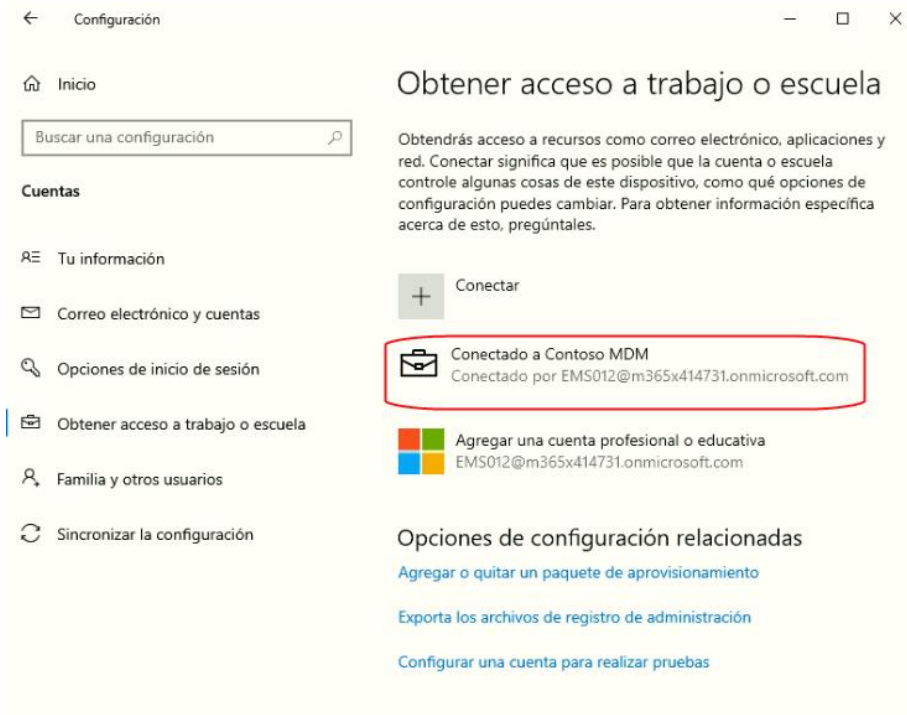 Configuración
Inicio
Buscar una configuración
Cuentas
Tu información
Correo electrónico y cuentas
Opciones de inicio de sesión
Obtener acceso a trabajo o escuela
Familia y otros usuarios
Sincronizar la configuración
Obtener acceso a trabajo o escuela
Obtendrás acceso a recursos como correo electrónico, aplicaciones y
red. Conectar significa que es posible que la cuenta o escuela
controle algunas cosas de este dispositivo, como qué opciones de
configuración puedes cambiar. Para obtener información específica
acerca de esto, pregúntales.
Conectar
Conectado a Contoso MDM
Conectado por EMS012@m365x414731.onmicrosoft.com
Agregar una cuenta profesional o educativa
EMS012@m365x414731.onmicrosoft.com
Opciones de configuración relacionadas
Agregar o quitar un paquete de aprovisionamiento
Exporta los archivos de registro de administración
Configurar una cuenta para realizar pruebas